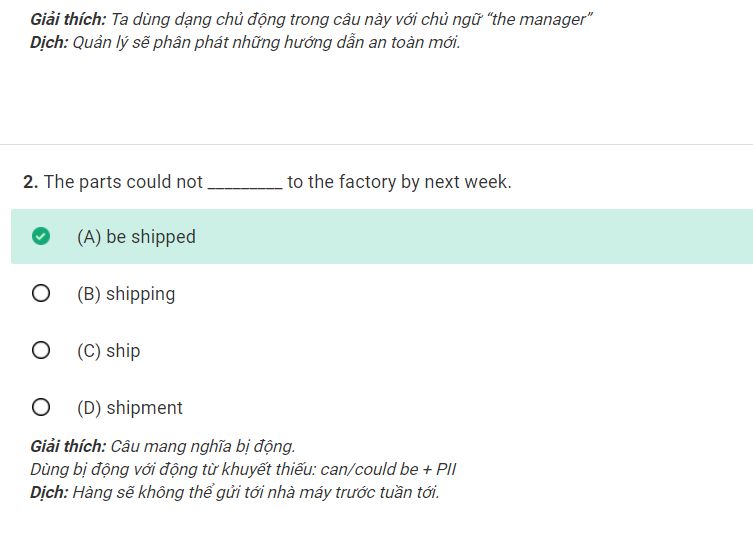 Giải thích: Ta dùng dạng chủ động trong câu này với chủ ngữ “the manager”
Dịch: Quản lý sẽ phân phát những hướng dẫn an toàn mới.
2. The parts could not _________ to the factory by next week.
(A) be shipped
(B) shipping
(C) ship
(D) shipment
Giải thích: Câu mang nghĩa bị động.
Dùng bị động với động từ khuyết thiếu: can/could be + PII
Dịch: Hàng sẽ không thể gửi tới nhà máy trước tuần tới.